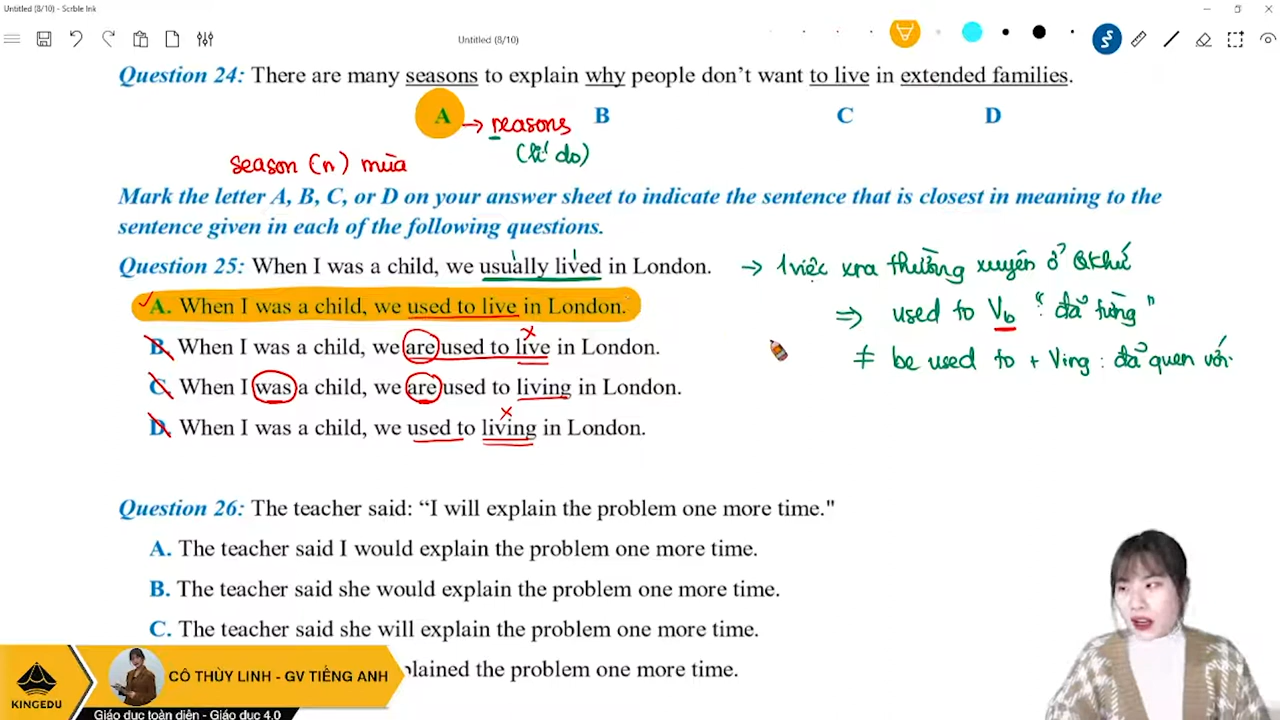 Untitled (8/10) - Scrble Ink
Untitled (8/10)
Question 24: There are many seasons to explain why people don't want to live in extended families.
A B C D
→ reasons
(lí do)
season (n) mùa
Mark the letter A, B, C, or D on your answer sheet to indicate the sentence that is closest in meaning to the
sentence given in each of the following questions.
Question 25: When I was a child, we usually lived in London.
→ 1 việc xra thường xuyên ở Qkhứ
A. When I was a child, we used to live in London.
⇒ used to Vb "đã từng"
B. When I was a child, we are used to live in London.
≠ be used to + Ving : đã quen với
C. When I was a child, we are used to living in London.
D. When I was a child, we used to living in London.
Question 26: The teacher said: “I will explain the problem one more time."
A. The teacher said I would explain the problem one more time.
B. The teacher said she would explain the problem one more time.
C. The teacher said she will explain the problem one more time.
plained the problem one more time.
CÔ THÙY LINH - GV TIẾNG ANH
KINGEDU
Giáo dục toàn diện - Giáo dục 4.0